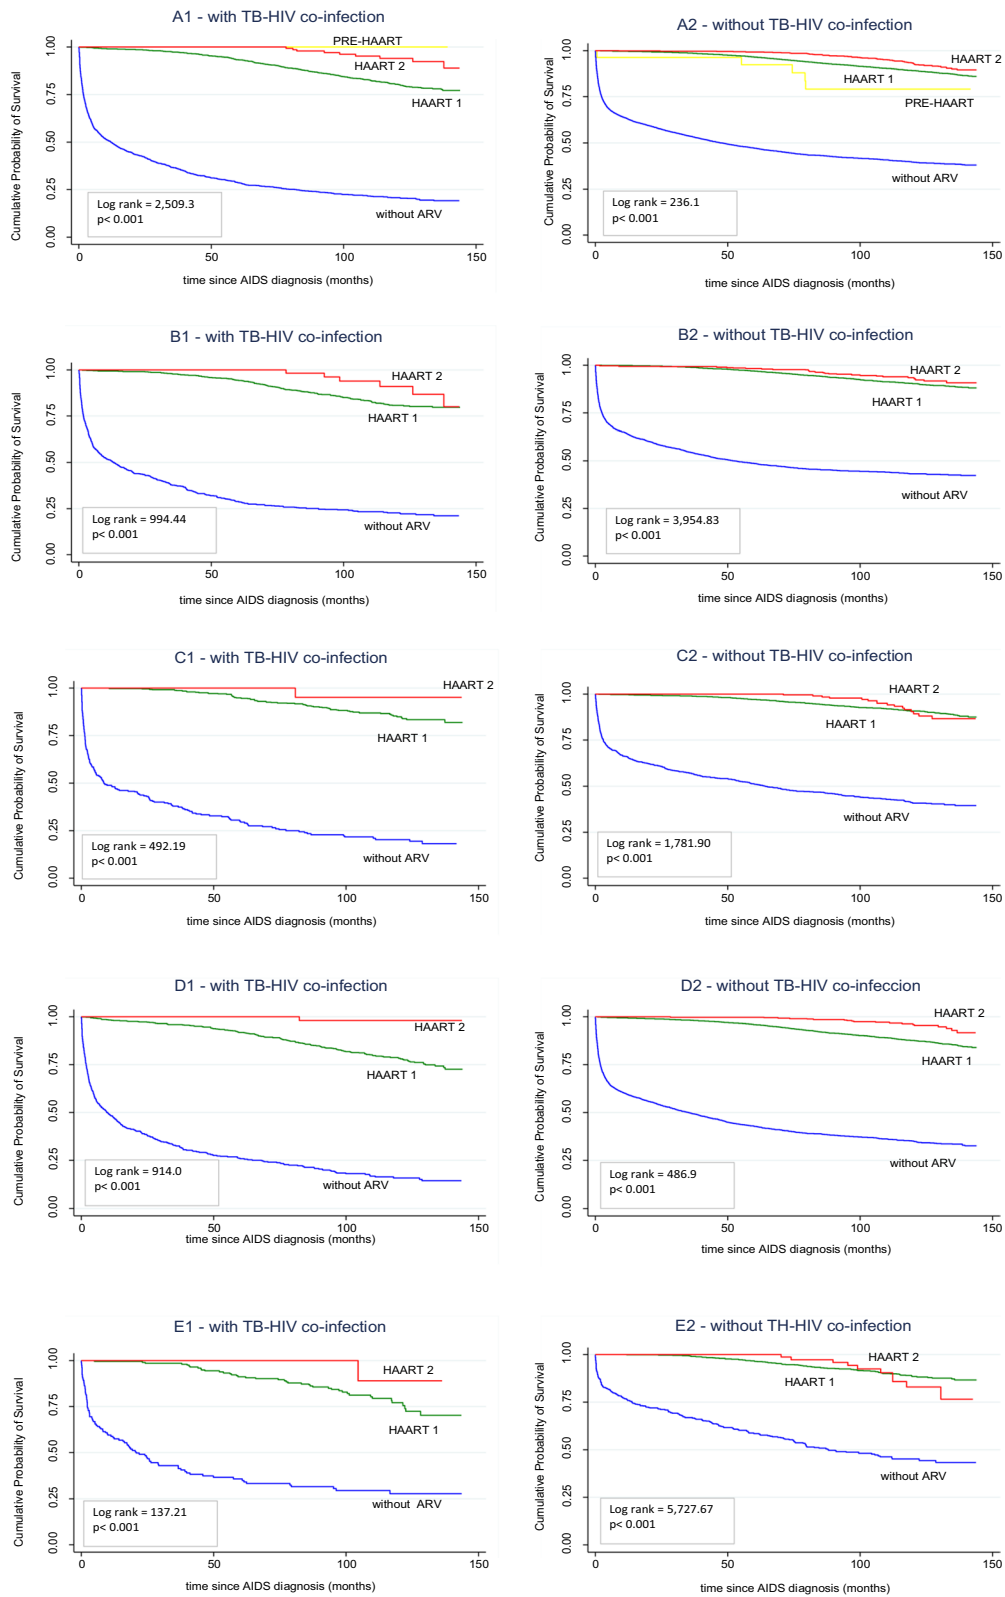 A1 - with TB-HIV co-infection
Cumulative Probability of Survival
1.00
0.75
0.50
0.25
0.00
PRE-HAART
HAART 2
HAART 1
without ARV
Log rank = 2,509.3
p< 0.001
0 50 100 150
time since AIDS diagnosis (months)
A2 - without TB-HIV co-infection
Cumulative Probability of Survival
1.00
0.75
0.50
0.25
0.00
HAART 2
HAART 1
PRE-HAART
without ARV
Log rank = 236.1
p< 0.001
0 50 100 150
time since AIDS diagnosis (months)
B1 - with TB-HIV co-infection
Cumulative Probability of Survival
1.00
0.75
0.50
0.25
0.00
HAART 2
HAART 1
without ARV
Log rank = 994.44
p< 0.001
0 50 100 150
time since AIDS diagnosis (months)
B2 - without TB-HIV co-infection
Cumulative Probability of Survival
1.00
0.75
0.50
0.25
0.00
HAART 2
HAART 1
without ARV
Log rank = 3,954.83
p< 0.001
0 50 100 150
time since AIDS diagnosis (months)
C1 - with TB-HIV co-infection
Cumulative Probability of Survival
1.00
0.75
0.50
0.25
0.00
HAART 2
HAART 1
without ARV
Log rank = 492.19
p< 0.001
0 50 100 150
time since AIDS diagnosis (months)
C2 - without TB-HIV co-infection
Cumulative Probability of Survival
1.00
0.75
0.50
0.25
0.00
HAART 2
HAART 1
without ARV
Log rank = 1,781.90
p< 0.001
0 50 100 150
time since AIDS diagnosis (months)
D1 - with TB-HIV co-infection
Cumulative Probability of Survival
1.00
0.75
0.50
0.25
0.00
HAART 2
HAART 1
without ARV
Log rank = 914.0
p< 0.001
0 50 100 150
time since AIDS diagnosis (months)
D2 - without TB-HIV co-infeccion
Cumulative Probability of Survival
1.00
0.75
0.50
0.25
0.00
HAART 2
HAART 1
without ARV
Log rank = 486.9
p< 0.001
0 50 100 150
time since AIDS diagnosis (months)
E1 - with TB-HIV co-infection
Cumulative Probability of Survival
1.00
0.75
0.50
0.25
0.00
HAART 2
HAART 1
without ARV
Log rank = 137.21
p< 0.001
0 50 100 150
time since AIDS diagnosis (months)
E2 - without TH-HIV co-infection
Cumulative Probability of Survival
1.00
0.75
0.50
0.25
0.00
HAART 2
HAART 1
without ARV
Log rank = 5,727.67
p< 0.001
0 50 100 150
time since AIDS diagnosis (months)